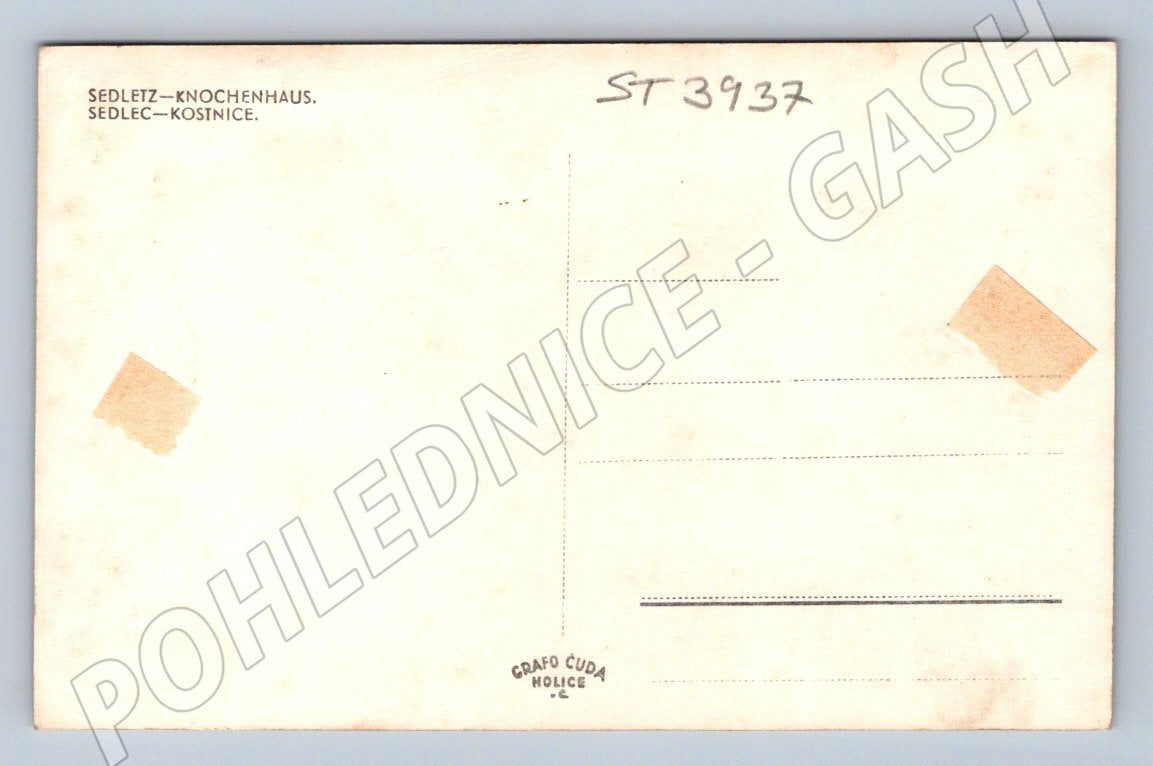 SEDLETZ—KNOCHENHAUS.
SEDLEC—KOSTNICE.
ST 3937
GRAFO ČUDA
HOLICE
POHLEDNICE - GASH